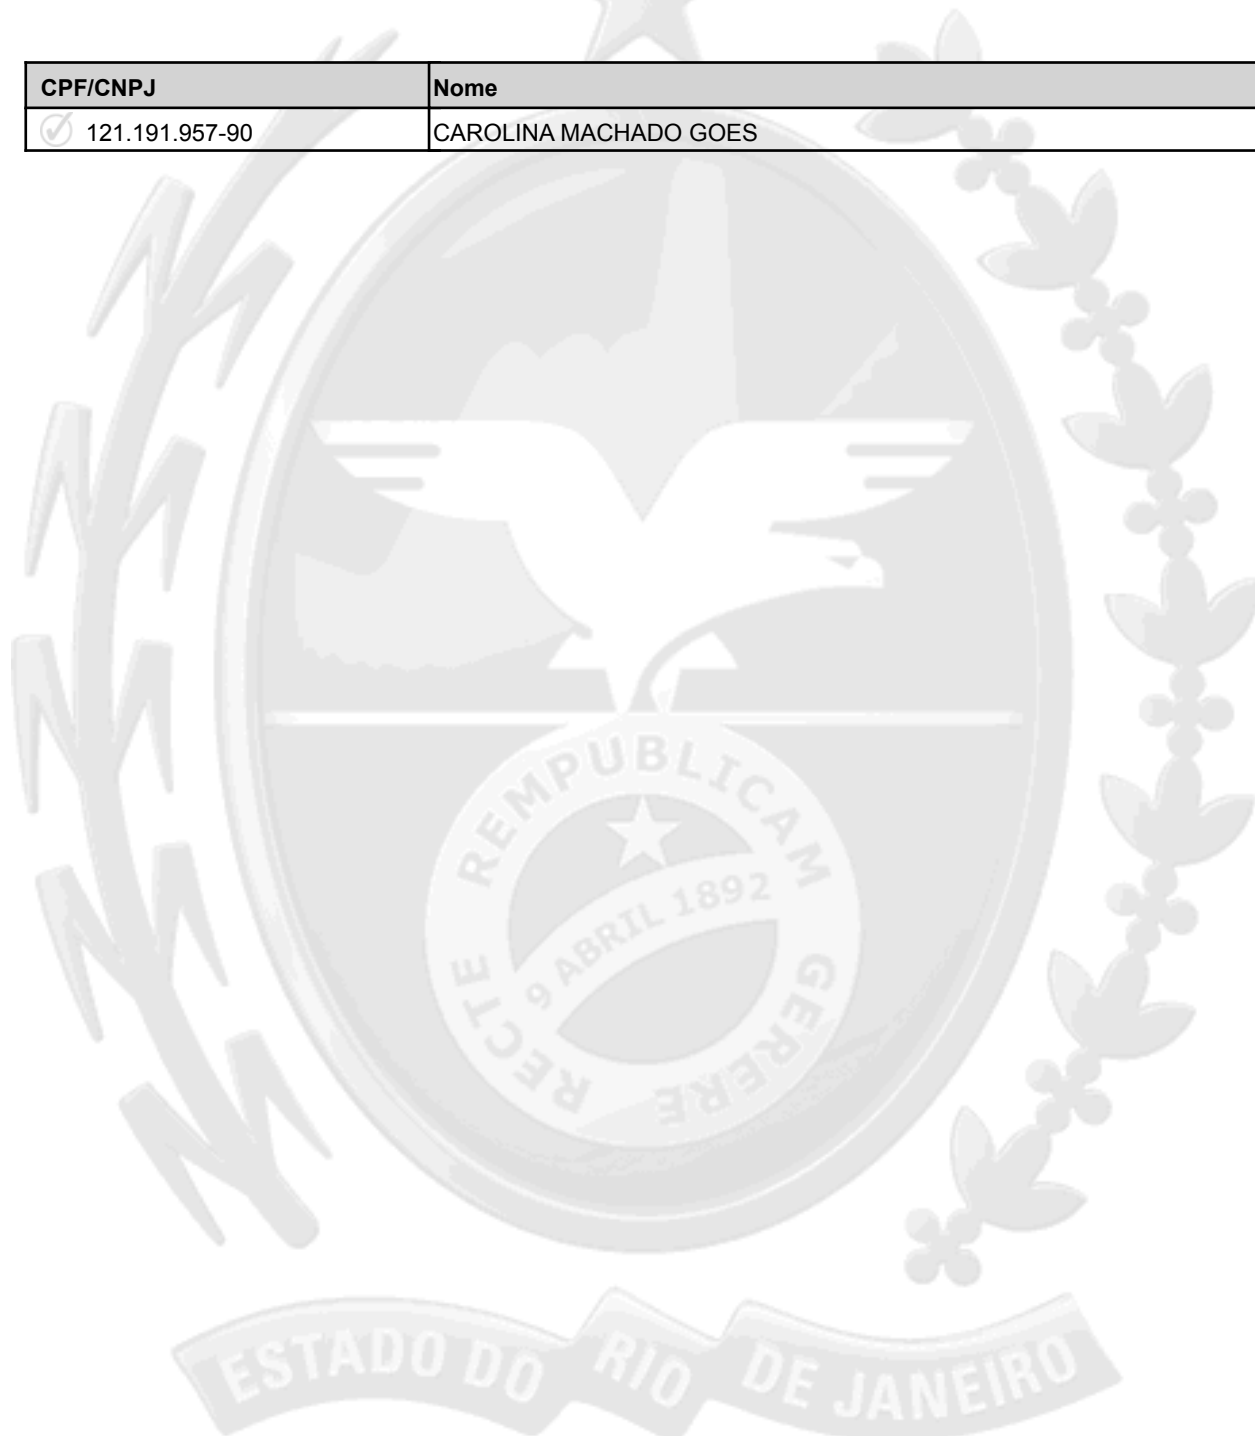 CPF/CNPJ Nome
121.191.957-90 CAROLINA MACHADO GOES
REMPUBLICAM
9 ABRIL 1892
RECTE GERERE
ESTADO DO RIO DE JANEIRO